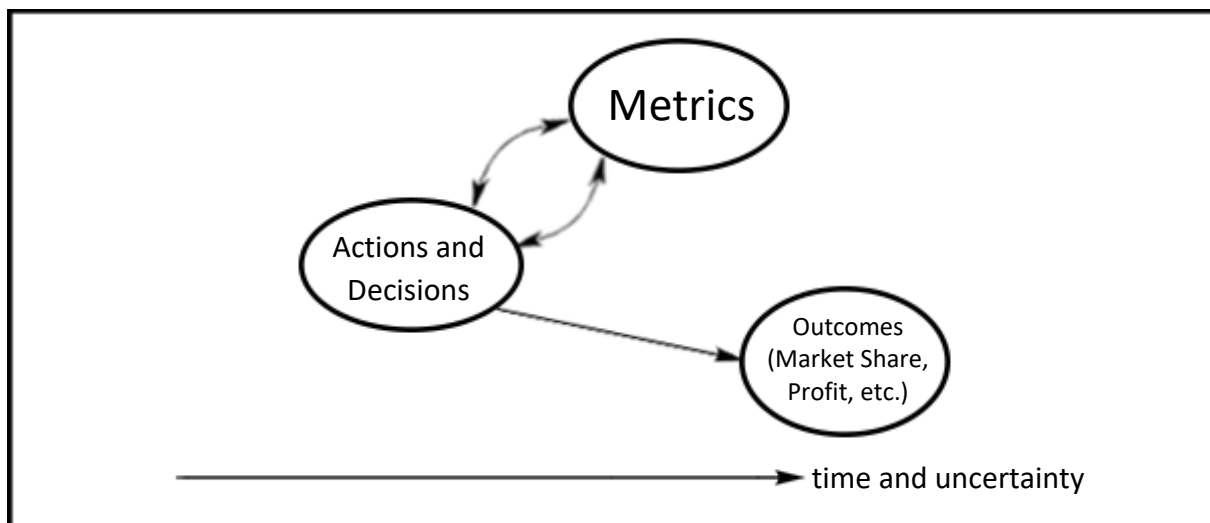 Metrics
Actions and
Decisions
Outcomes
(Market Share,
Profit, etc.)
time and uncertainty